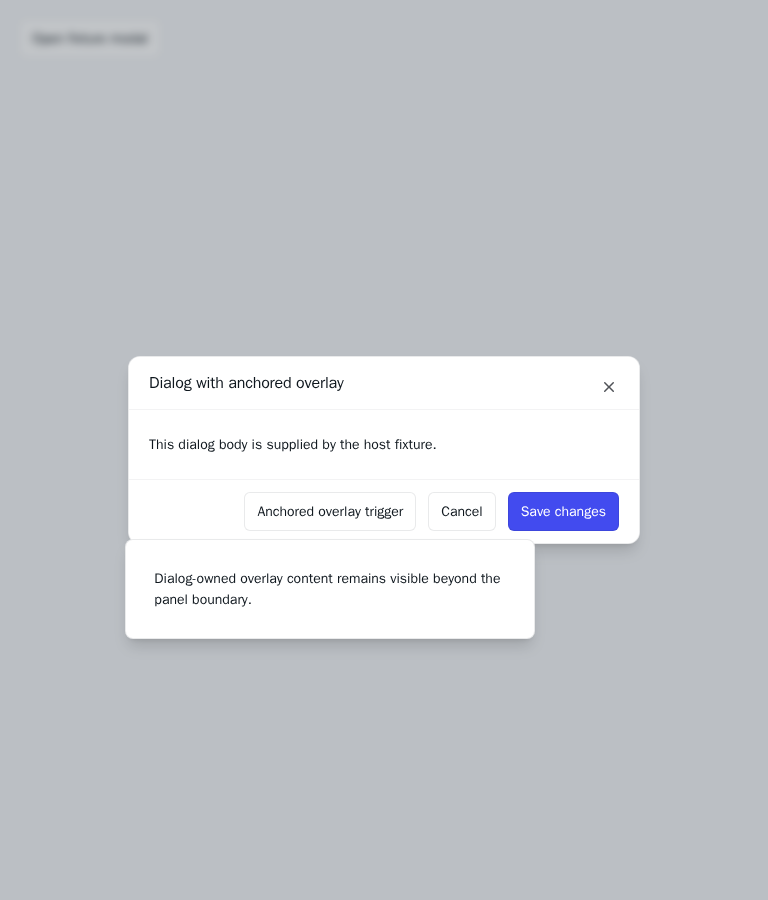 Open fixture modal
Dialog with anchored overlay
This dialog body is supplied by the host fixture.
Anchored overlay trigger
Cancel
Save changes
Dialog-owned overlay content remains visible beyond the
panel boundary.